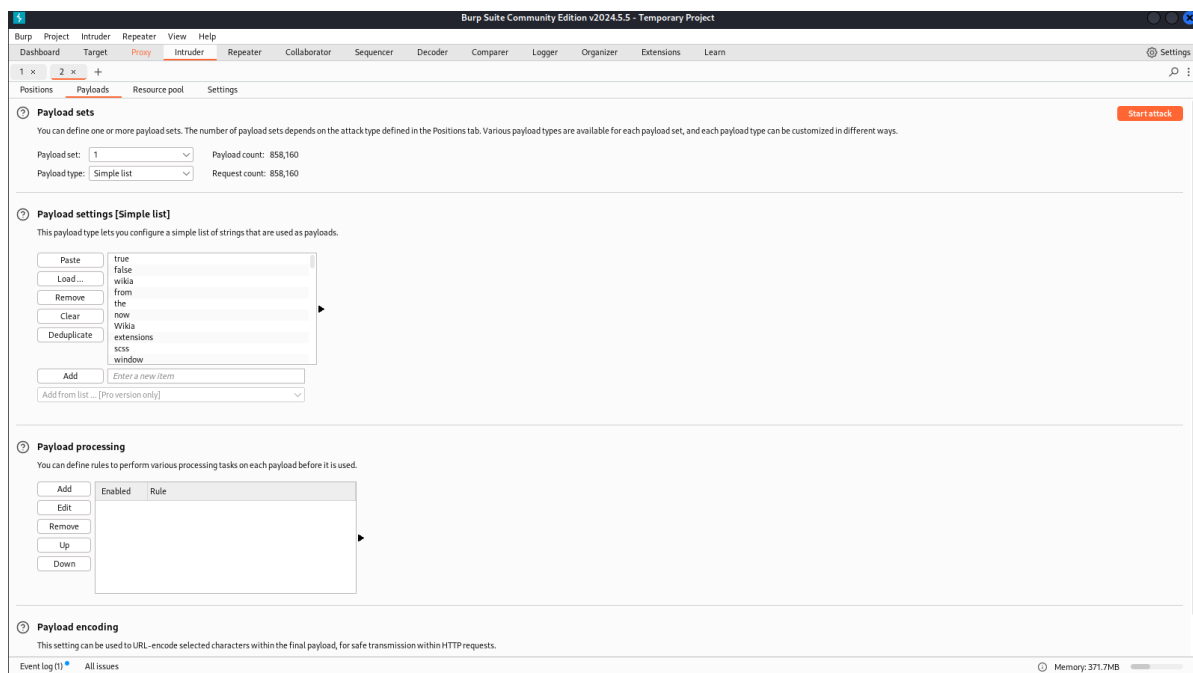 Burp Suite Community Edition v2024.5.5 - Temporary Project
Burp Project Intruder Repeater View Help
Dashboard Target Proxy Intruder Repeater Collaborator Sequencer Decoder Comparer Logger Organizer Extensions Learn Settings
1 × 2 × +
Positions Payloads Resource pool Settings
? Payload sets Start attack
You can define one or more payload sets. The number of payload sets depends on the attack type defined in the Positions tab. Various payload types are available for each payload set, and each payload type can be customized in different ways.
Payload set: 1 Payload count: 858,160
Payload type: Simple list Request count: 858,160
? Payload settings [Simple list]
This payload type lets you configure a simple list of strings that are used as payloads.
Paste
Load ...
Remove
Clear
Deduplicate
true
false
wikia
from
the
now
Wikia
extensions
scss
window
Add Enter a new item
Add from list ... [Pro version only]
? Payload processing
You can define rules to perform various processing tasks on each payload before it is used.
Add
Edit
Remove
Up
Down
Enabled Rule
? Payload encoding
This setting can be used to URL-encode selected characters within the final payload, for safe transmission within HTTP requests.
Event log (1) All issues Memory: 371.7MB